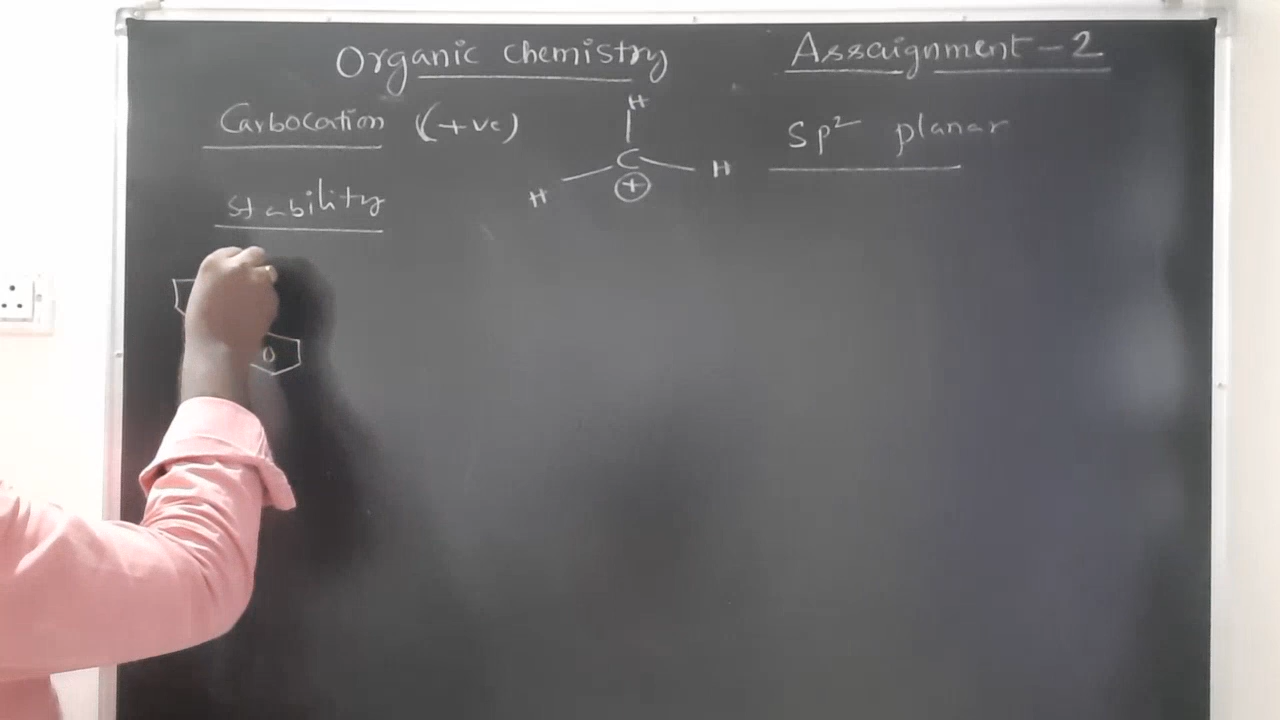 Organic chemistry Assaignment - 2
Carbocation (+ve) sp² planar
H
C
H H
+
Stability